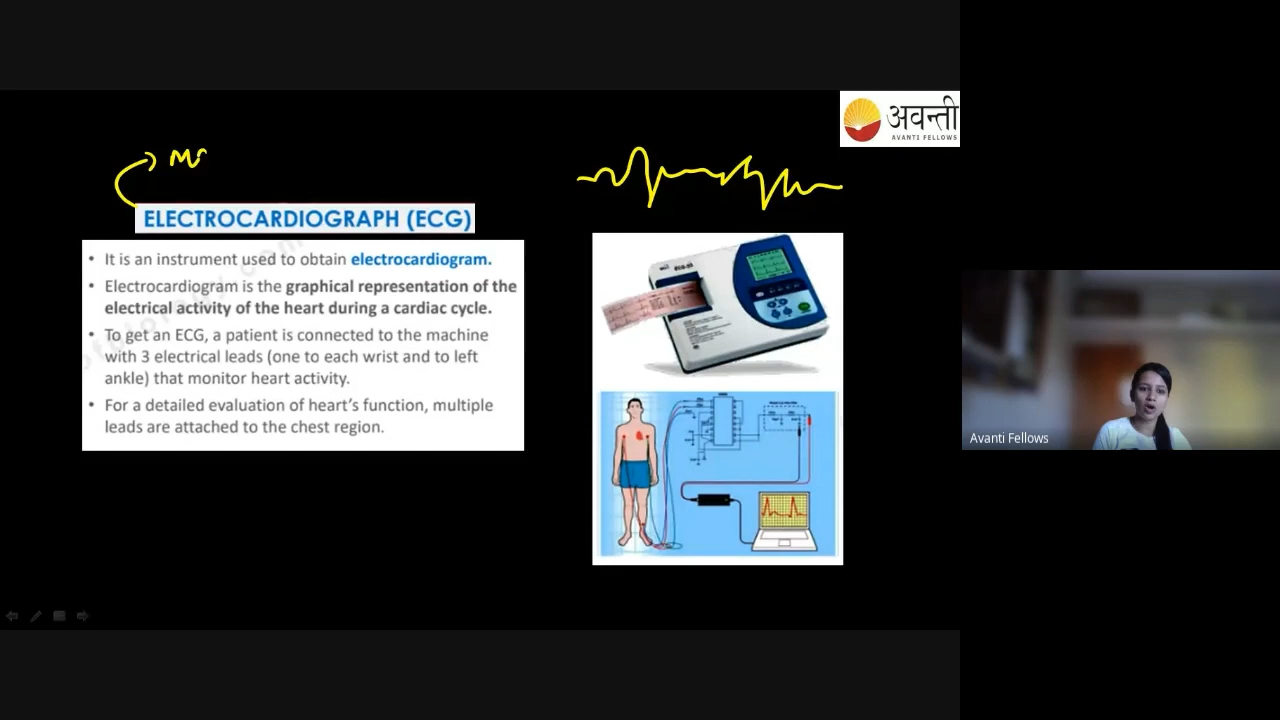 अवन्ती
AVANTI FELLOWS
ELECTROCARDIOGRAPH (ECG)
• It is an instrument used to obtain electrocardiogram.
• Electrocardiogram is the graphical representation of the
electrical activity of the heart during a cardiac cycle.
• To get an ECG, a patient is connected to the machine
with 3 electrical leads (one to each wrist and to left
ankle) that monitor heart activity.
• For a detailed evaluation of heart's function, multiple
leads are attached to the chest region.
Avanti Fellows